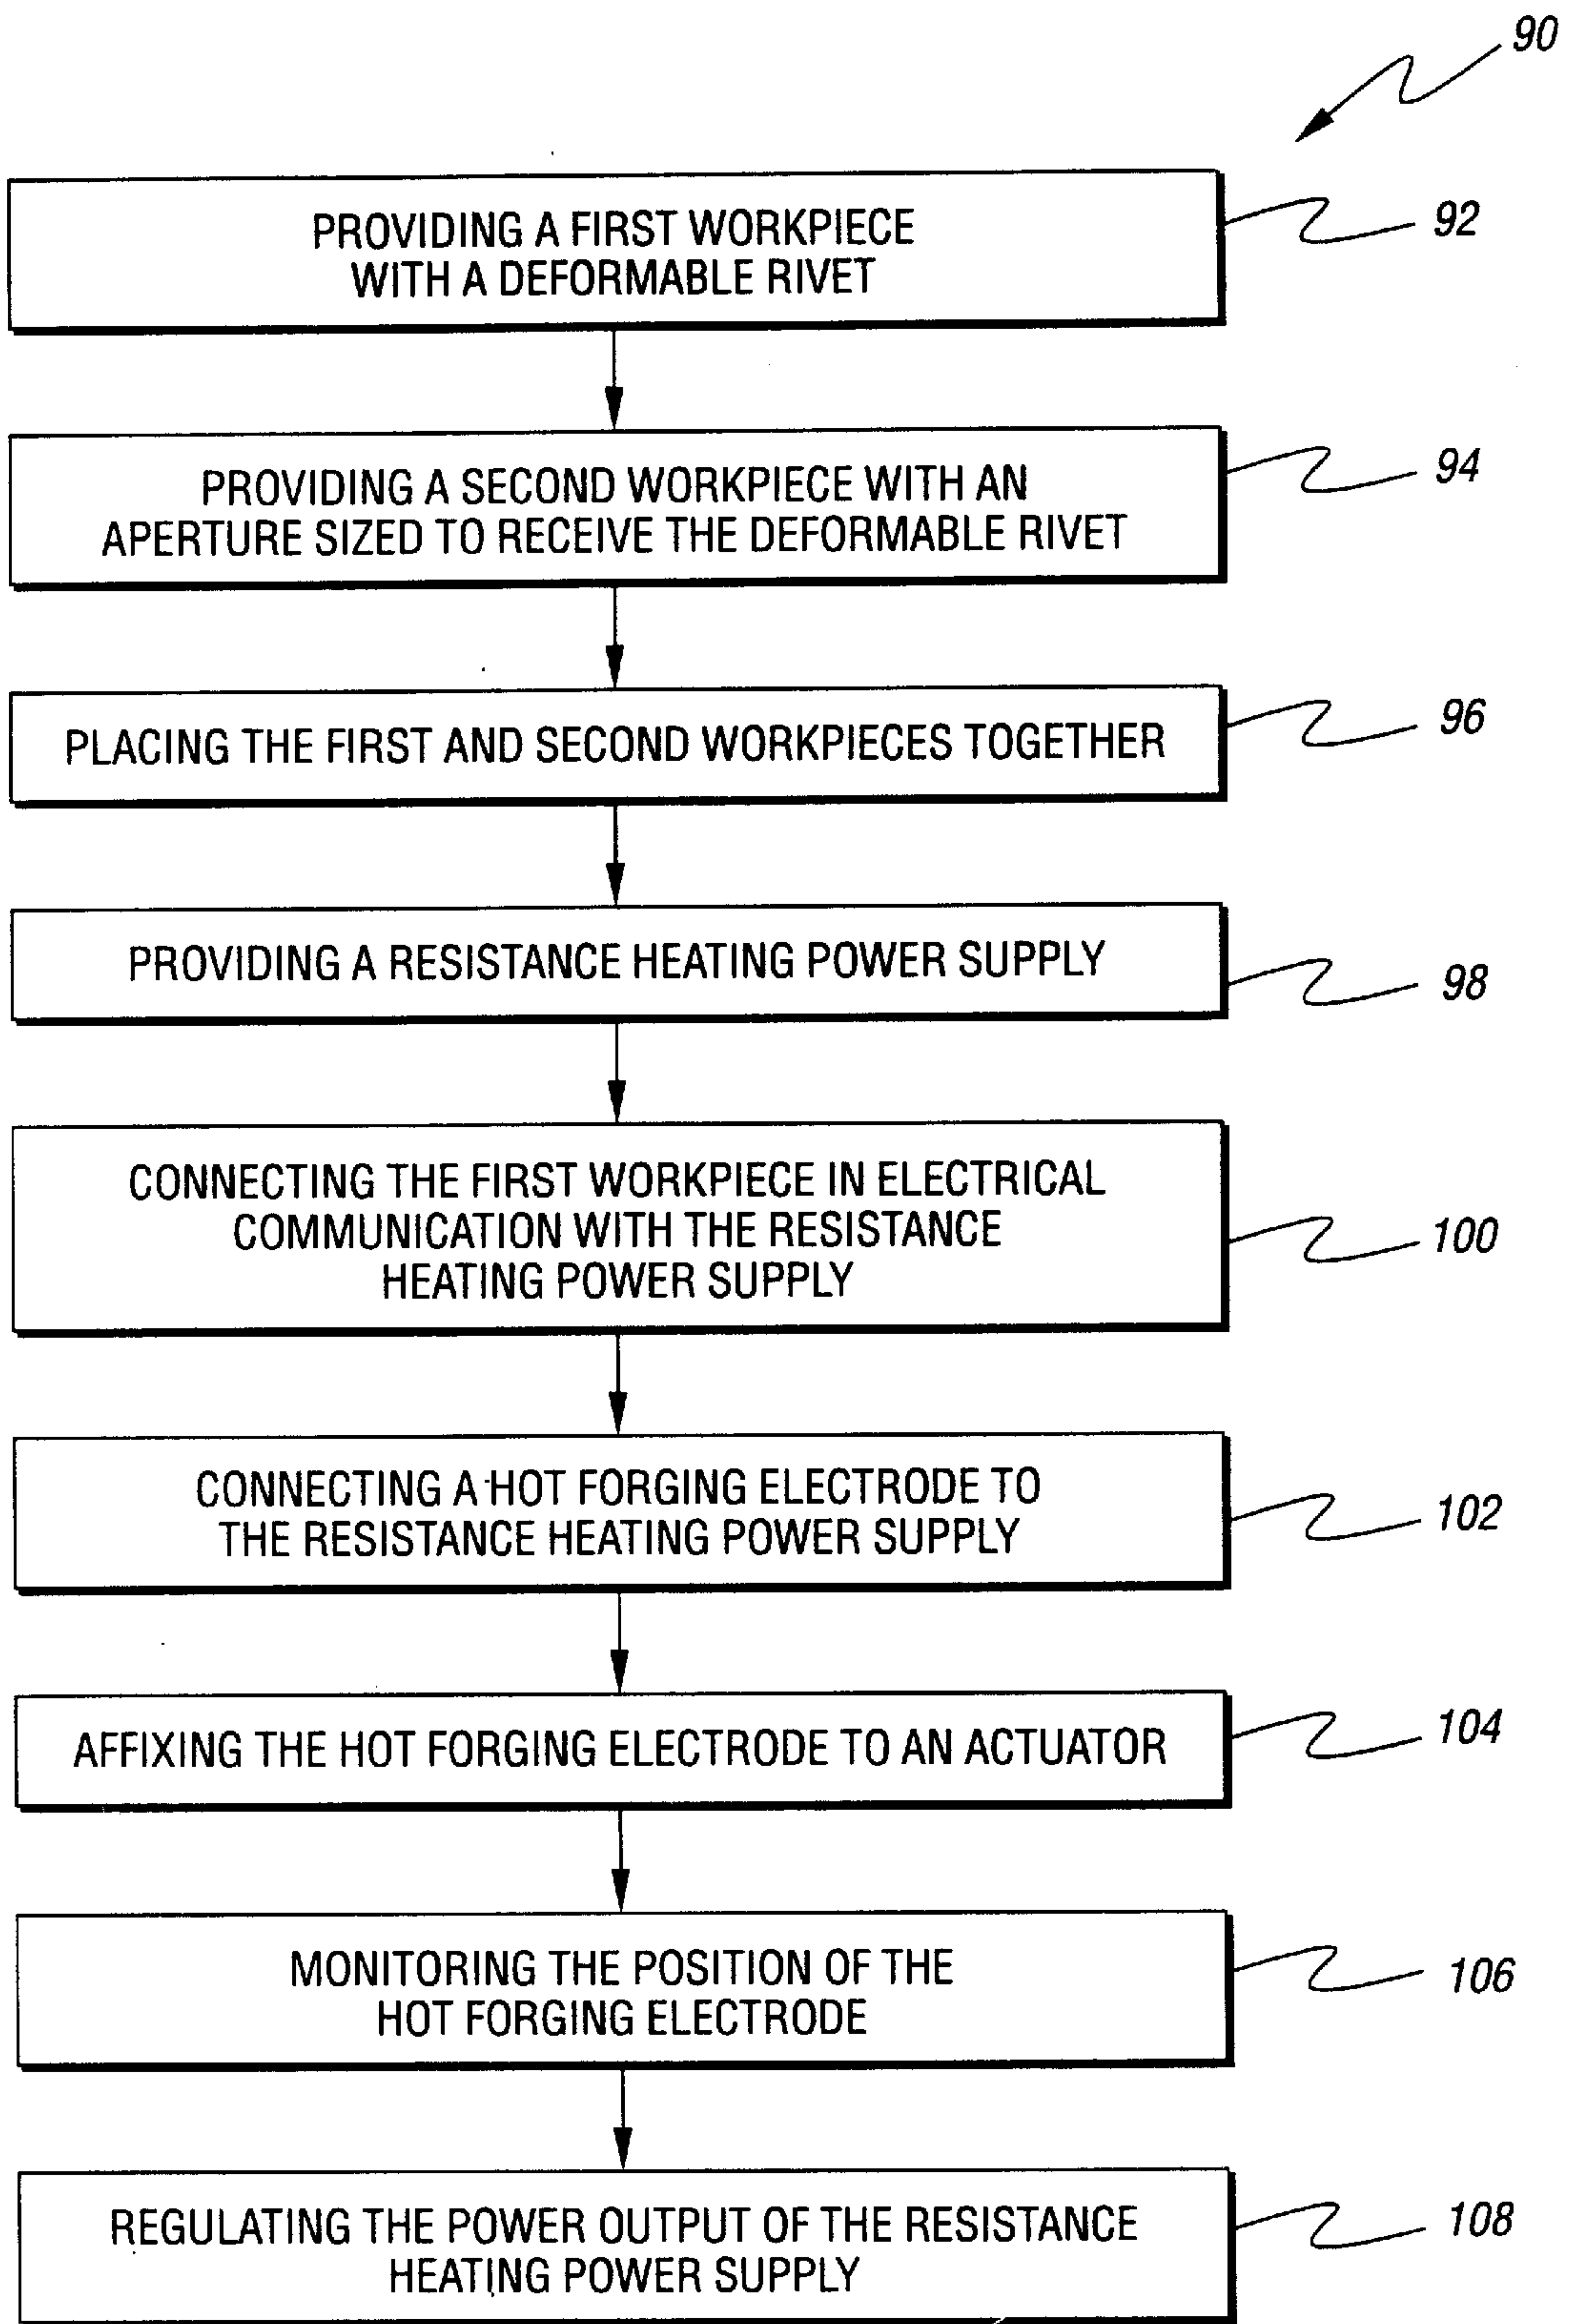 90
PROVIDING A FIRST WORKPIECE
WITH A DEFORMABLE RIVET
92
PROVIDING A SECOND WORKPIECE WITH AN
APERTURE SIZED TO RECEIVE THE DEFORMABLE RIVET
94
PLACING THE FIRST AND SECOND WORKPIECES TOGETHER
96
PROVIDING A RESISTANCE HEATING POWER SUPPLY
98
CONNECTING THE FIRST WORKPIECE IN ELECTRICAL
COMMUNICATION WITH THE RESISTANCE
HEATING POWER SUPPLY
100
CONNECTING A HOT FORGING ELECTRODE TO
THE RESISTANCE HEATING POWER SUPPLY
102
AFFIXING THE HOT FORGING ELECTRODE TO AN ACTUATOR
104
MONITORING THE POSITION OF THE
HOT FORGING ELECTRODE
106
REGULATING THE POWER OUTPUT OF THE RESISTANCE
HEATING POWER SUPPLY
108